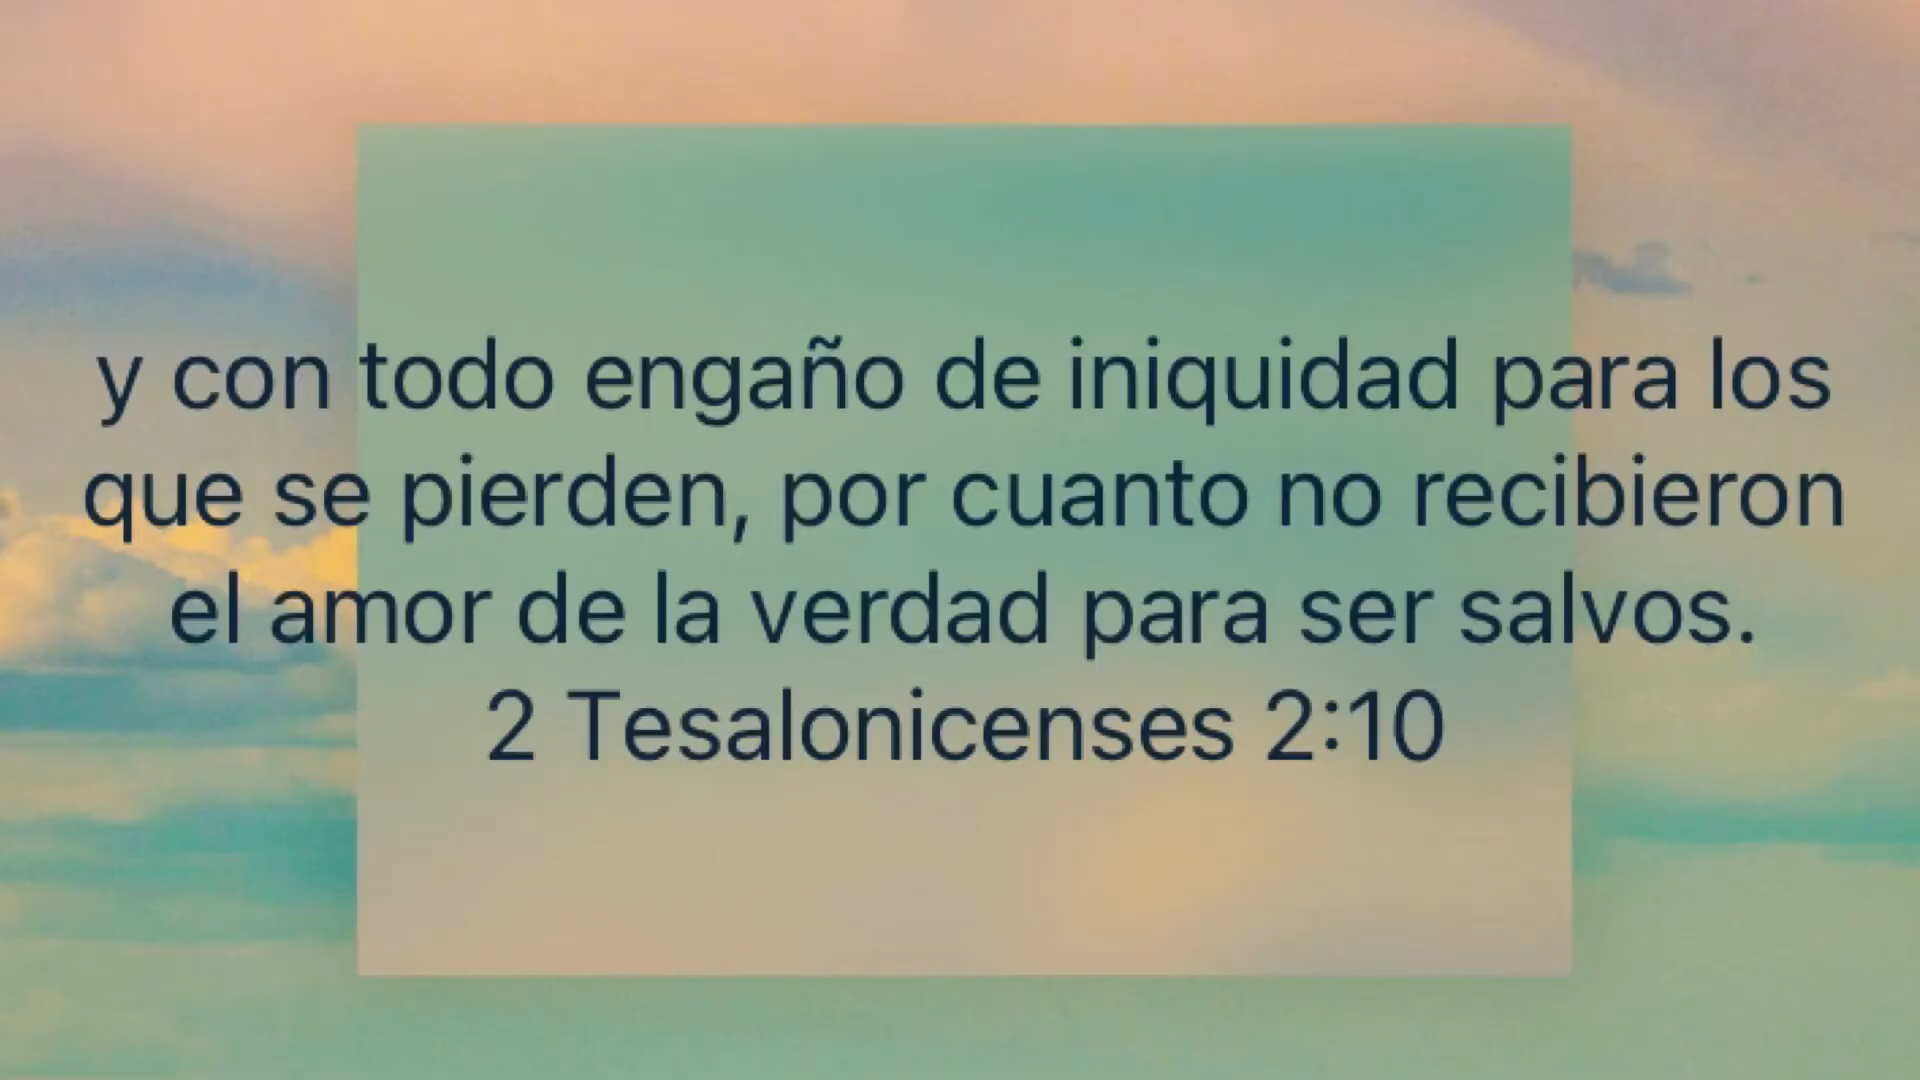 y con todo engaño de iniquidad para los
que se pierden, por cuanto no recibieron
el amor de la verdad para ser salvos.
2 Tesalonicenses 2:10